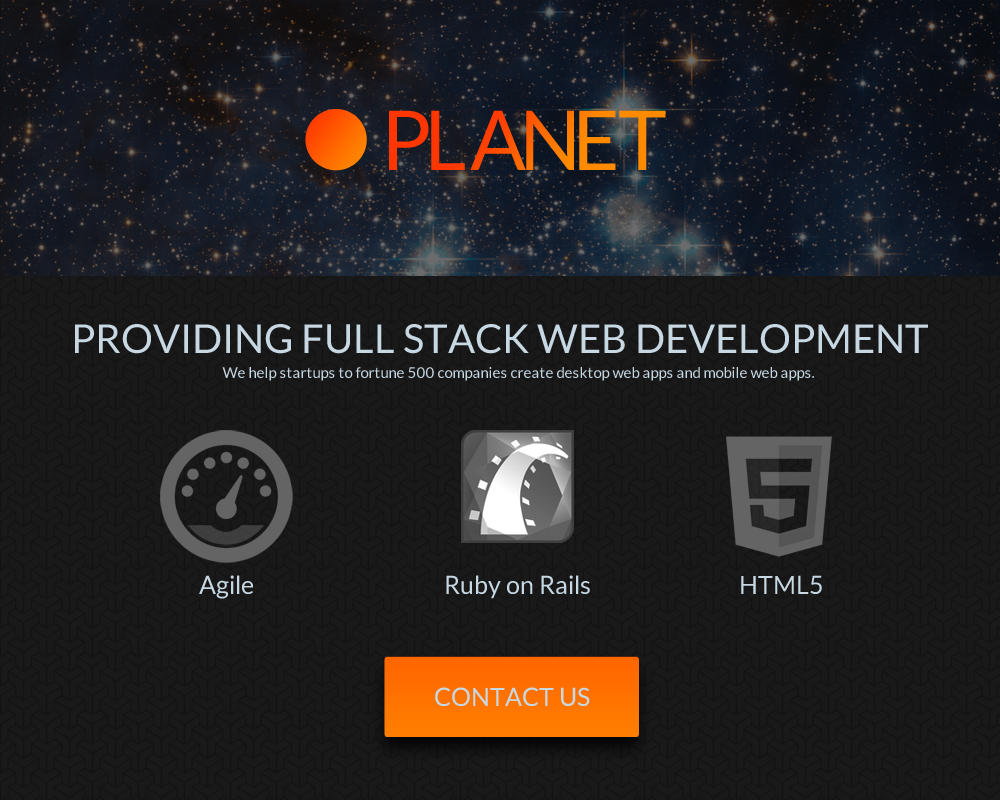 PLANET
PROVIDING FULL STACK WEB DEVELOPMENT
We help startups to fortune 500 companies create desktop web apps and mobile web apps.
Agile
Ruby on Rails
HTML5
CONTACT US